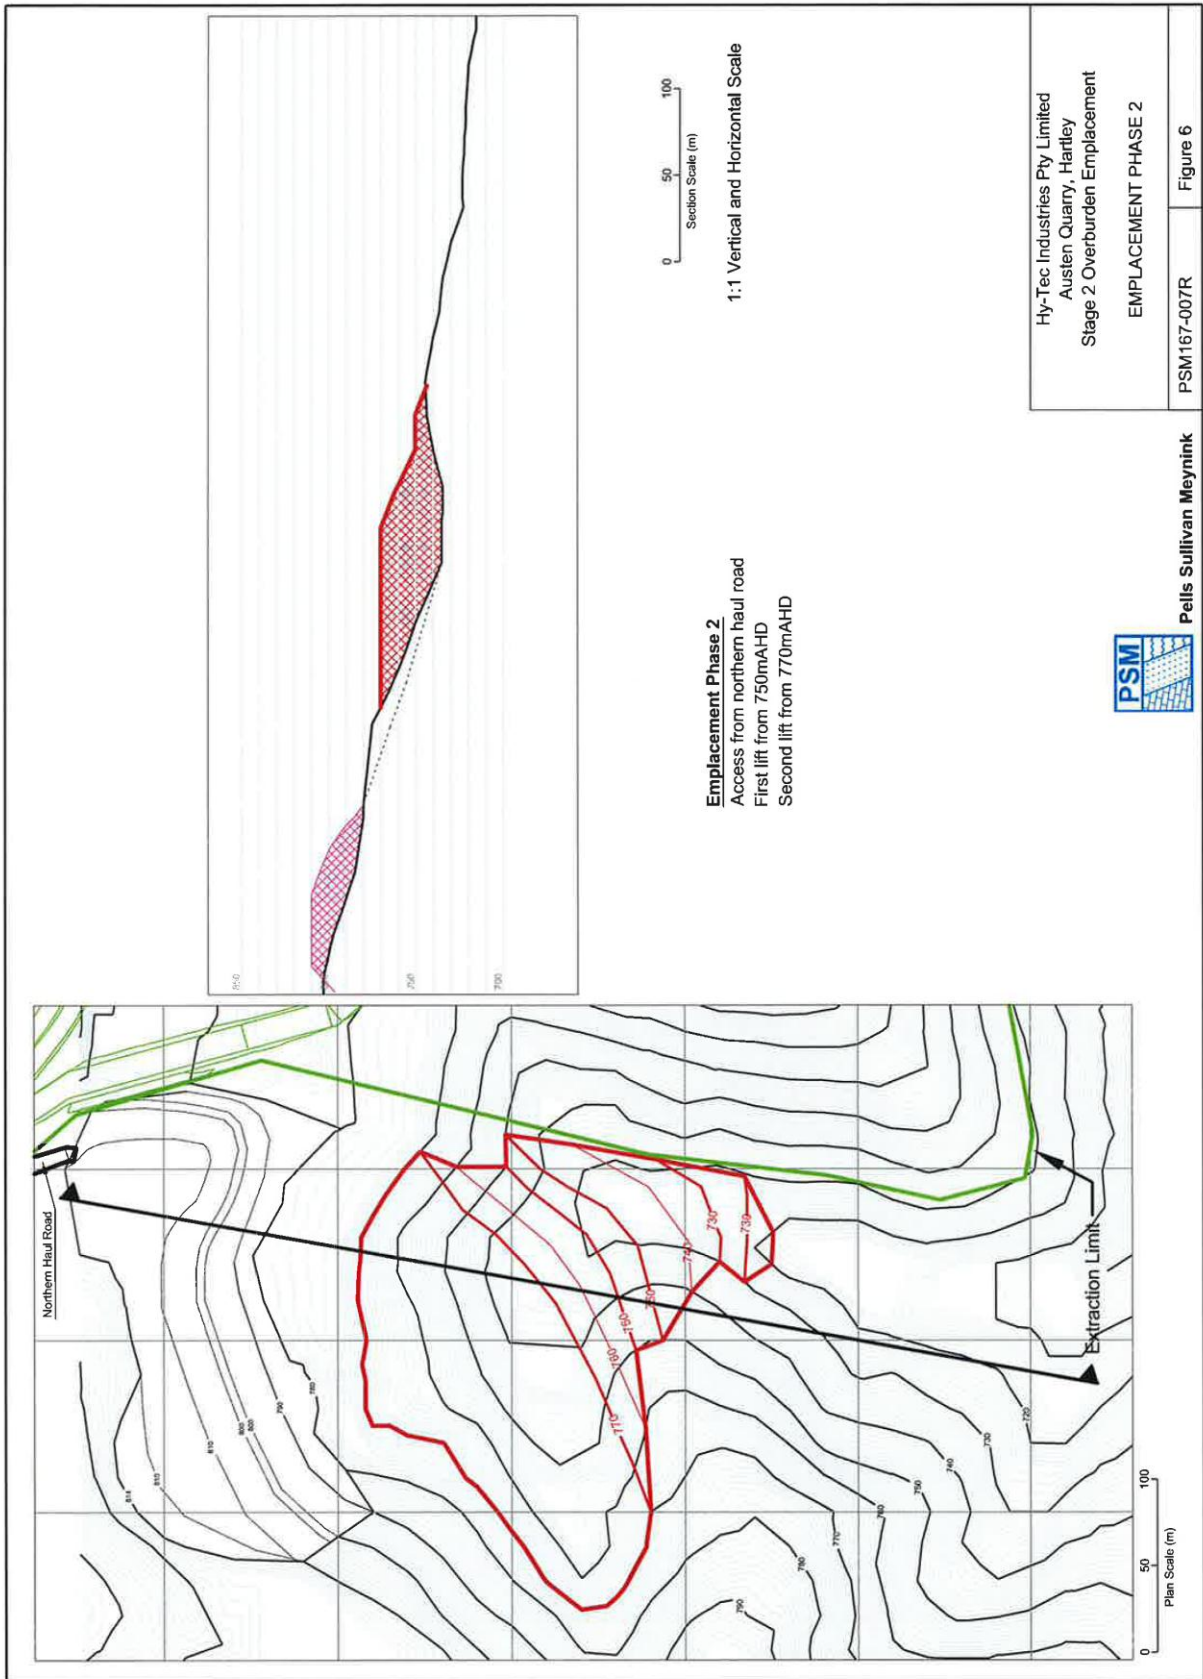 Northern Haul Road
814
810
810
800
800
790
780
770
760
760
750
740
730
730
790
780
770
760
750
740
730
720
Extraction Limit
0 50 100
Plan Scale (m)
850
750
700
0 50 100
Section Scale (m)
1:1 Vertical and Horizontal Scale
Emplacement Phase 2
Access from northern haul road
First lift from 750mAHD
Second lift from 770mAHD
PSM
Pells Sullivan Meynink
Hy-Tec Industries Pty Limited
Austen Quarry, Hartley
Stage 2 Overburden Emplacement
EMPLACEMENT PHASE 2
PSM167-007R
Figure 6